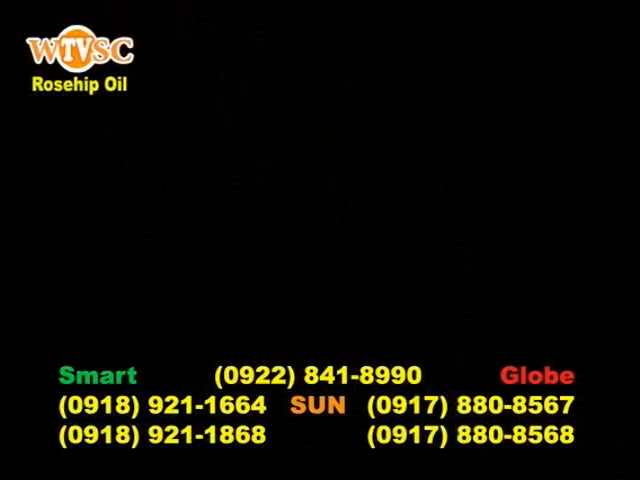 WTVSC
Rosehip Oil
Smart (0922) 841-8990 Globe
(0918) 921-1664 SUN (0917) 880-8567
(0918) 921-1868 (0917) 880-8568